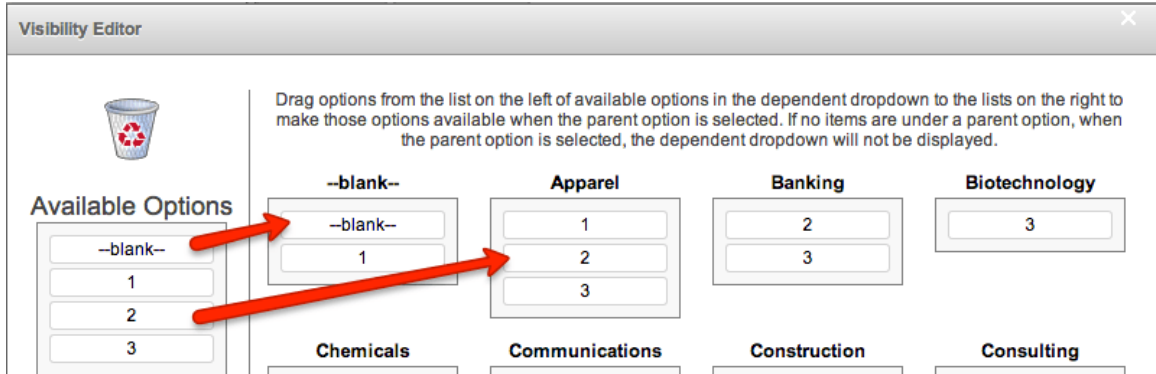 Visibility Editor
Drag options from the list on the left of available options in the dependent dropdown to the lists on the right to
make those options available when the parent option is selected. If no items are under a parent option, when
the parent option is selected, the dependent dropdown will not be displayed.
Available Options
--blank--
1
2
3
--blank--
--blank--
1
Apparel
1
2
3
Banking
2
3
Biotechnology
3
Chemicals
Communications
Construction
Consulting